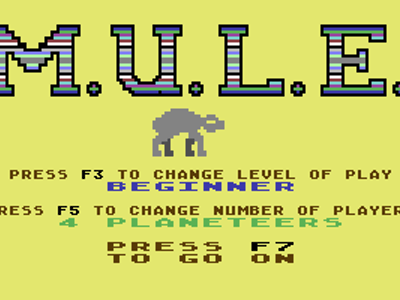 M.U.L.E.
PRESS F3 TO CHANGE LEVEL OF PLAY
BEGINNER
RESS F5 TO CHANGE NUMBER OF PLAYER
4 PLANETEERS
PRESS F7
TO GO ON